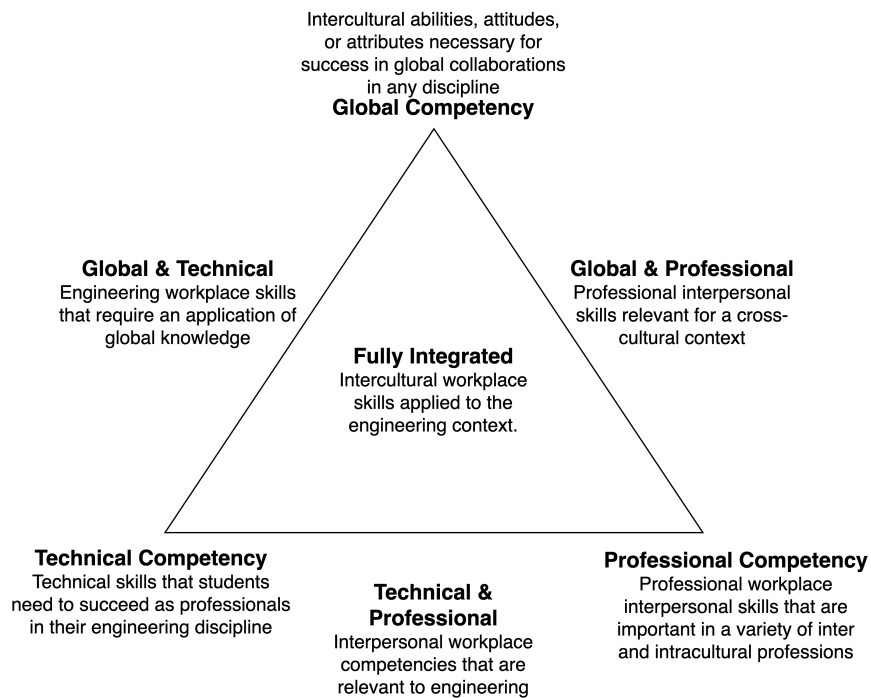 Intercultural abilities, attitudes,
or attributes necessary for
success in global collaborations
in any discipline
Global Competency
Global & Technical
Engineering workplace skills
that require an application of
global knowledge
Global & Professional
Professional interpersonal
skills relevant for a cross-
cultural context
Fully Integrated
Intercultural workplace
skills applied to the
engineering context.
Technical Competency
Technical skills that students
need to succeed as professionals
in their engineering discipline
Technical &
Professional
Interpersonal workplace
competencies that are
relevant to engineering
Professional Competency
Professional workplace
interpersonal skills that are
important in a variety of inter
and intracultural professions